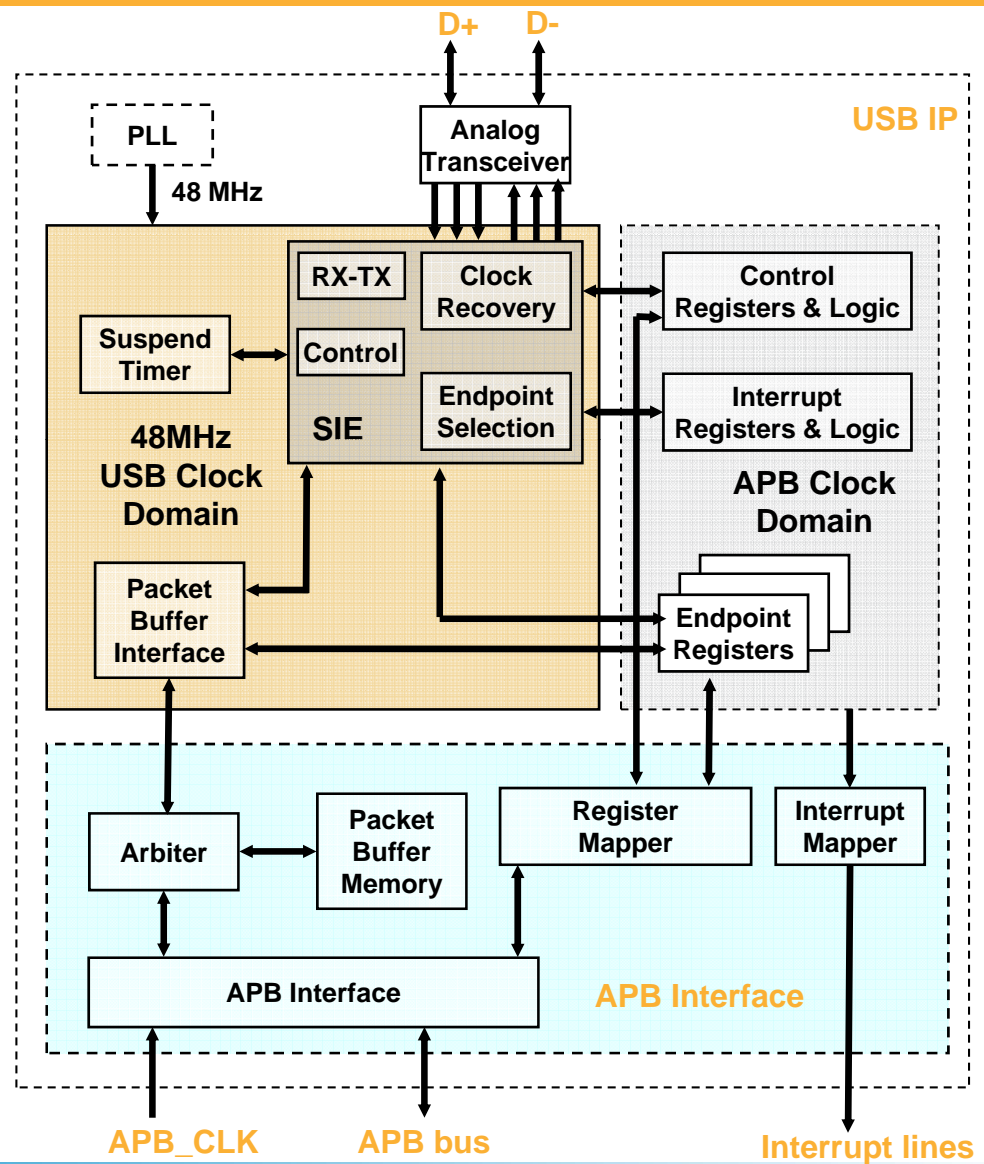 D+ D-
USB IP
PLL
Analog
Transceiver
48 MHz
RX-TX
Clock
Recovery
Control
Registers & Logic
Suspend
Timer
Control
Endpoint
Selection
Interrupt
Registers & Logic
SIE
48MHz
USB Clock
Domain
APB Clock
Domain
Packet
Buffer
Interface
Endpoint
Registers
Arbiter
Packet
Buffer
Memory
Register
Mapper
Interrupt
Mapper
APB Interface
APB Interface
APB_CLK
APB bus
Interrupt lines